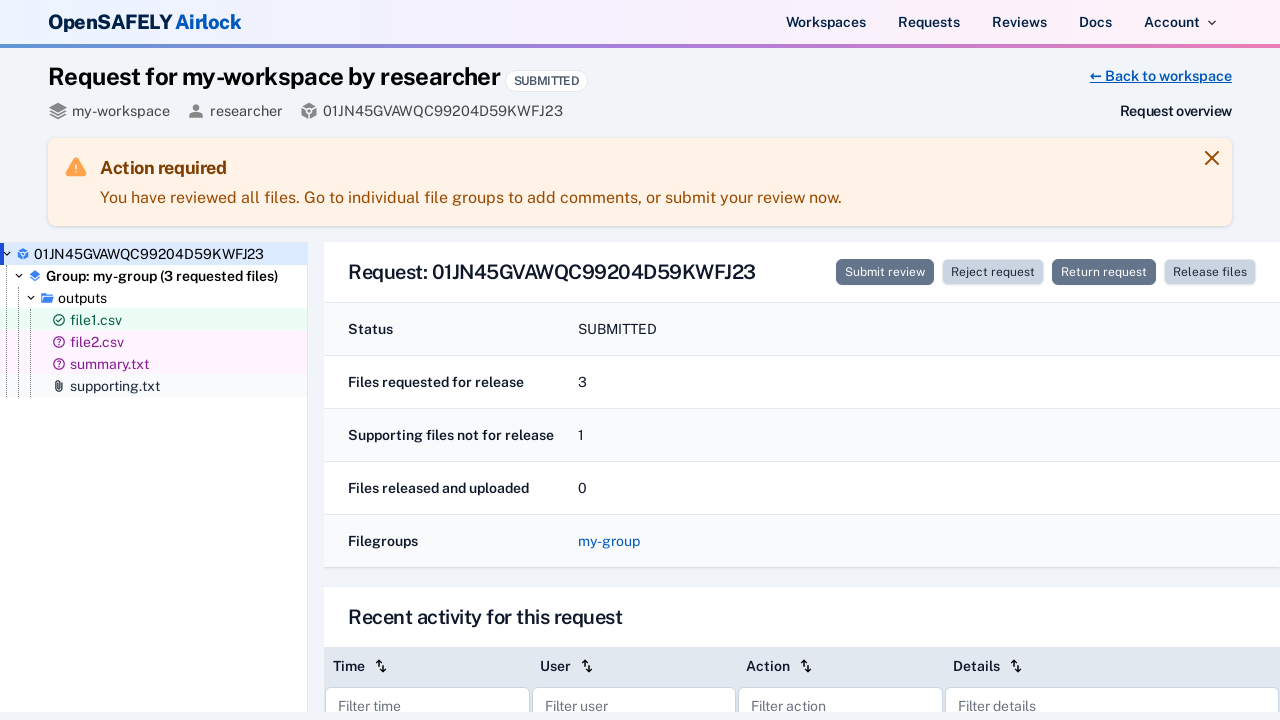 OpenSAFELY Airlock
Workspaces Requests Reviews Docs Account
Request for my-workspace by researcher SUBMITTED
← Back to workspace
my-workspace researcher 01JN45GVAWQC99204D59KWFJ23
Request overview
Action required
You have reviewed all files. Go to individual file groups to add comments, or submit your review now.
01JN45GVAWQC99204D59KWFJ23
Group: my-group (3 requested files)
outputs
file1.csv
file2.csv
summary.txt
supporting.txt
Request: 01JN45GVAWQC99204D59KWFJ23
Submit review Reject request Return request Release files
Status SUBMITTED
Files requested for release 3
Supporting files not for release 1
Files released and uploaded 0
Filegroups my-group
Recent activity for this request
Time User Action Details
Filter time Filter user Filter action Filter details